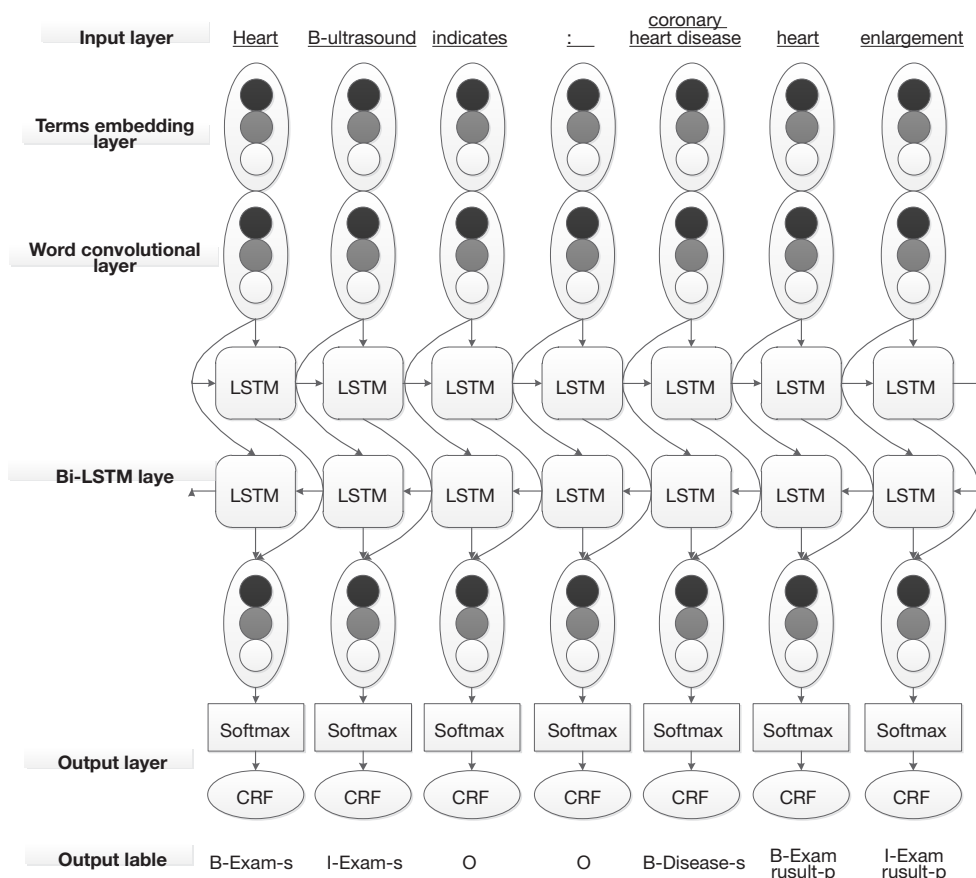 Input layer Heart B-ultrasound indicates : coronary heart disease heart enlargement
Terms embedding
layer
Word convolutional
layer
LSTM LSTM LSTM LSTM LSTM LSTM LSTM
Bi-LSTM laye LSTM LSTM LSTM LSTM LSTM LSTM LSTM
Softmax Softmax Softmax Softmax Softmax Softmax Softmax
Output layer
CRF CRF CRF CRF CRF CRF CRF
Output lable B-Exam-s I-Exam-s O O B-Disease-s B-Exam rusult-p I-Exam rusult-p